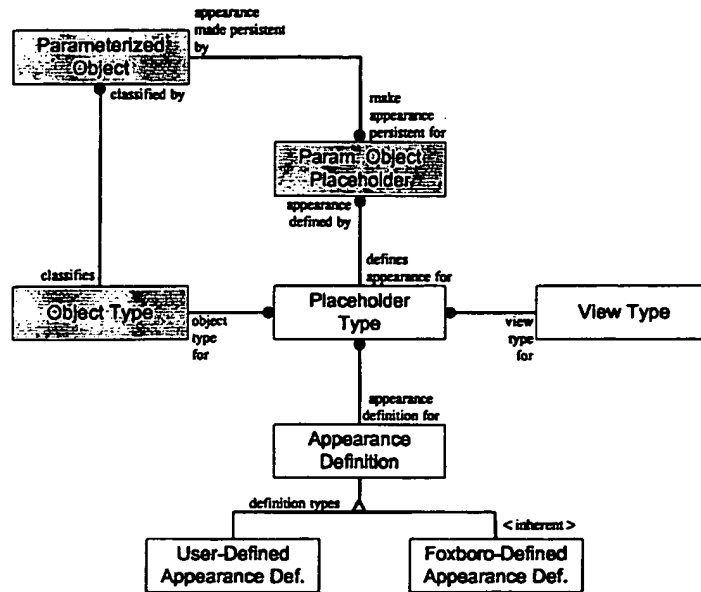 appearance
made persistent
by
Parameterized
Object
classified by
make
appearance
persistent for
Param. Object
Placeholder
appearance
defined by
classifies
defines
appearance for
Object Type
object
type
for
Placeholder
Type
view
type for
View Type
appearance
definition for
Appearance
Definition
definition types
< inherent >
User-Defined
Appearance Def.
Foxboro-Defined
Appearance Def.